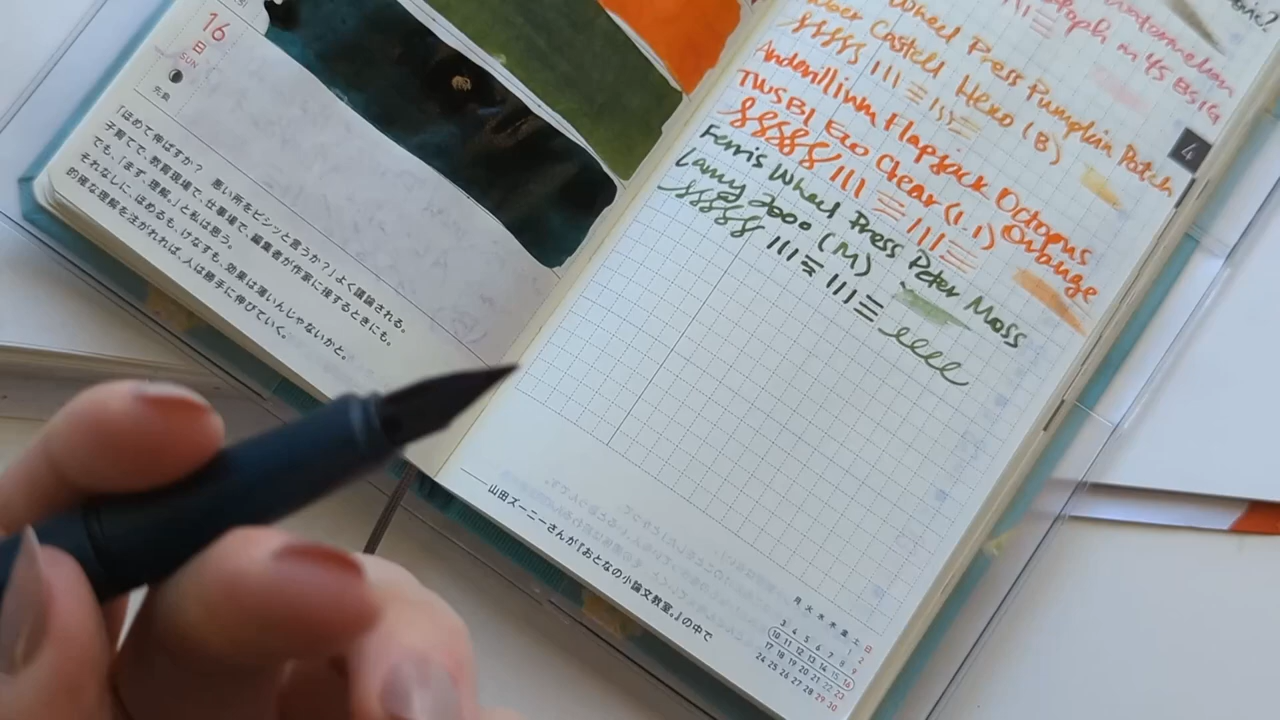 16
日
SUN
先負
「ほめて伸ばすか？　悪い所をビシッと言うか？」よく議論される。
子育てで、教育現場で、仕事場で、編集者が作家に接するときにも。
でも、「まず、理解。」と私は思う。
それなしに、ほめるも、けなすも、効果は薄いんじゃないかと。
的確な理解を注がれれば、人は勝手に伸びていく。
watermelon
Wheel Press Pumpkin Patch
Castell Hexo (B)
Anderillium Flapjack Octopus Orange
TWSBI Eco Clear (1.1)
Ferris Wheel Press Peter Moss
Lamy 2000 (M)
4
——山田ズーニーさんが『おとなの小論文教室。』の中で
月 火 水 木 金 土 日
1 2
3 4 5 6 7 8 9
10 11 12 13 14 15 16
17 18 19 20 21 22 23
24 25 26 27 28 29 30